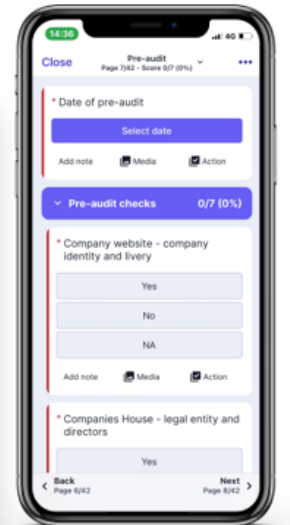 14:36
4G
Close
Pre-audit
Page 7/42 - Score 0/7 (0%)
* Date of pre-audit
Select date
Add note Media Action
Pre-audit checks 0/7 (0%)
* Company website - company
identity and livery
Yes
No
NA
Add note Media Action
* Companies House - legal entity and
directors
Yes
Back
Page 6/42
Next
Page 8/42